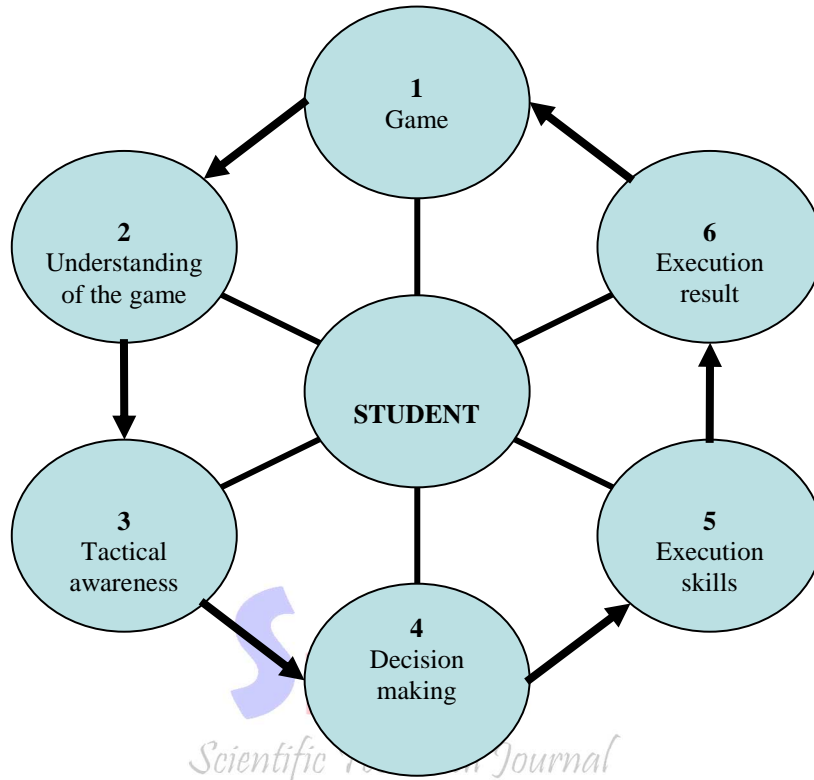 1
Game
2
Understanding
of the game
6
Execution
result
STUDENT
3
Tactical
awareness
5
Execution
skills
4
Decision
making
Scientific Journal